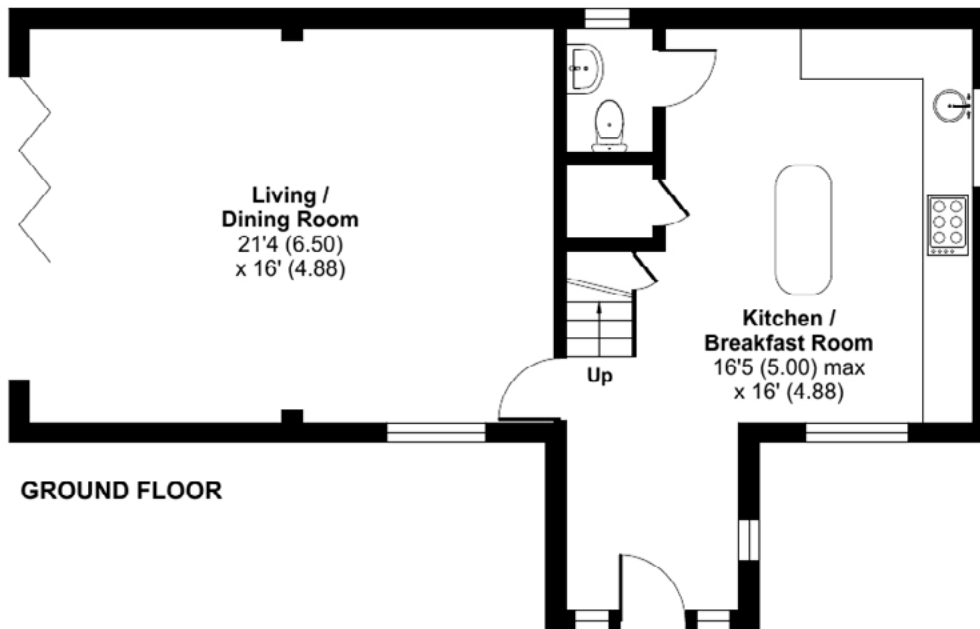 Living /
Dining Room
21'4 (6.50)
x 16' (4.88)
Kitchen /
Breakfast Room
16'5 (5.00) max
x 16' (4.88)
Up
GROUND FLOOR